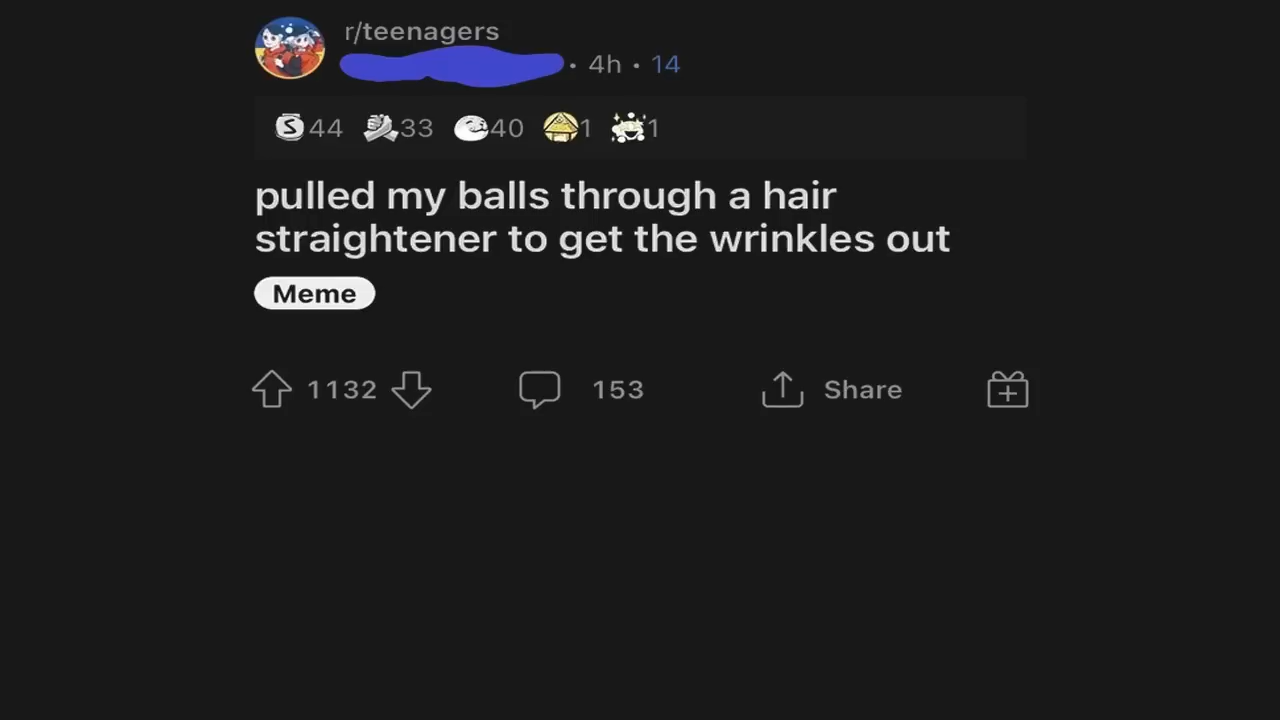 r/teenagers
• 4h • 14
S 44 33 40 1 1
pulled my balls through a hair
straightener to get the wrinkles out
Meme
1132 153 Share